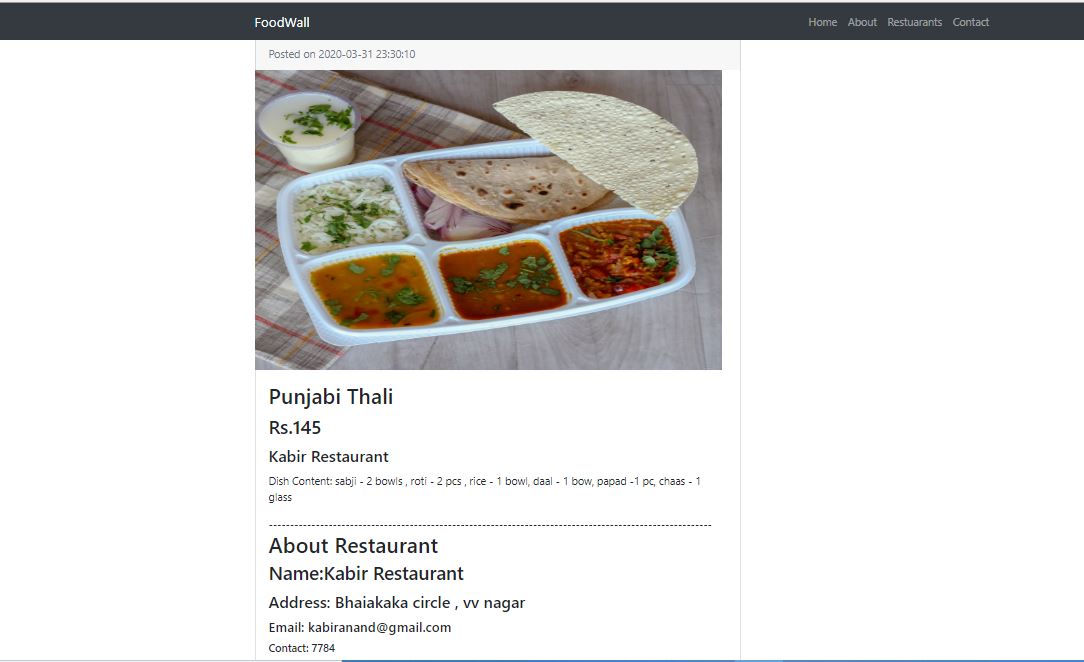 FoodWall Home About Restuarants Contact
Posted on 2020-03-31 23:30:10
Punjabi Thali
Rs.145
Kabir Restaurant
Dish Content: sabji - 2 bowls , roti - 2 pcs , rice - 1 bowl, daal - 1 bow, papad -1 pc, chaas - 1
glass
--------------------------------------------------------------------------------------------------------
About Restaurant
Name:Kabir Restaurant
Address: Bhaiakaka circle , vv nagar
Email: kabiranand@gmail.com
Contact: 7784